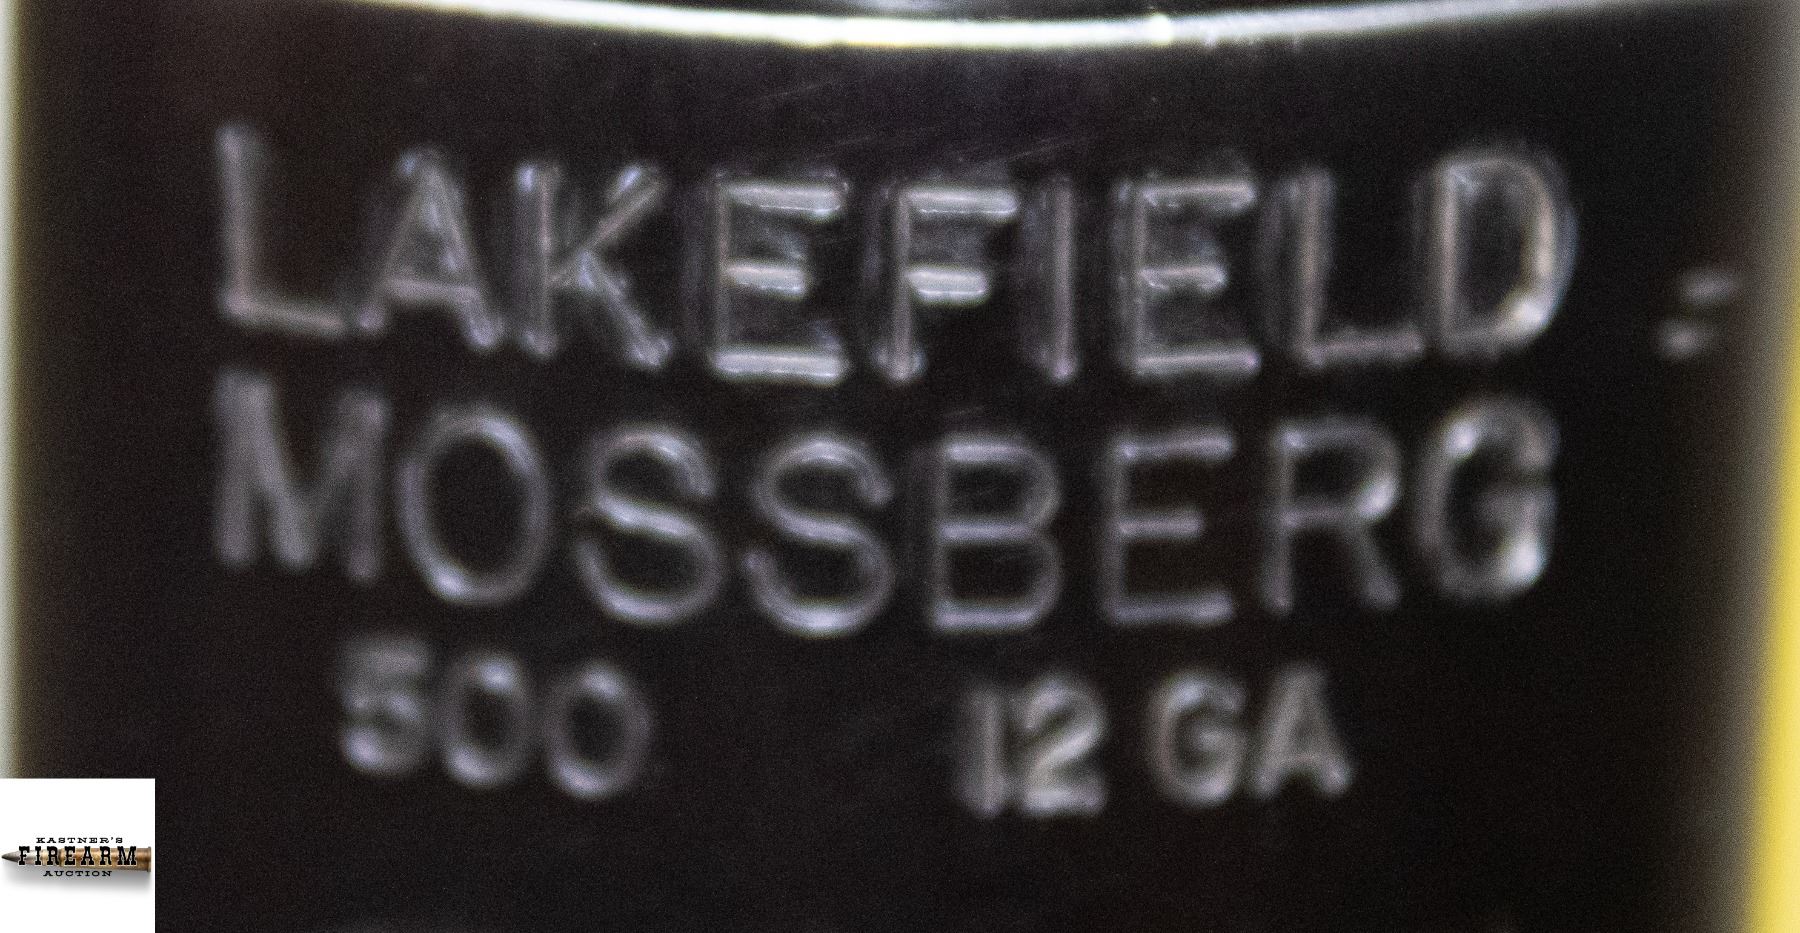 LAKEFIELD
MOSSBERG
500 12 GA
KASTNER'S
FIREARM
AUCTION